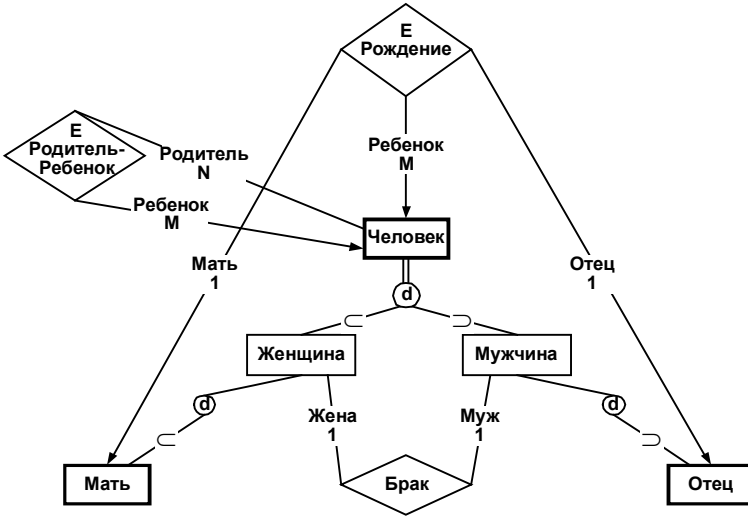 E
Рождение
E
Родитель-
Ребенок
Родитель
N
Ребенок
M
Ребенок
M
Человек
Мать
1
Отец
1
d
⊂
⊃
Женщина
Мужчина
d
d
Жена
1
Муж
1
⊂
⊃
Мать
Брак
Отец